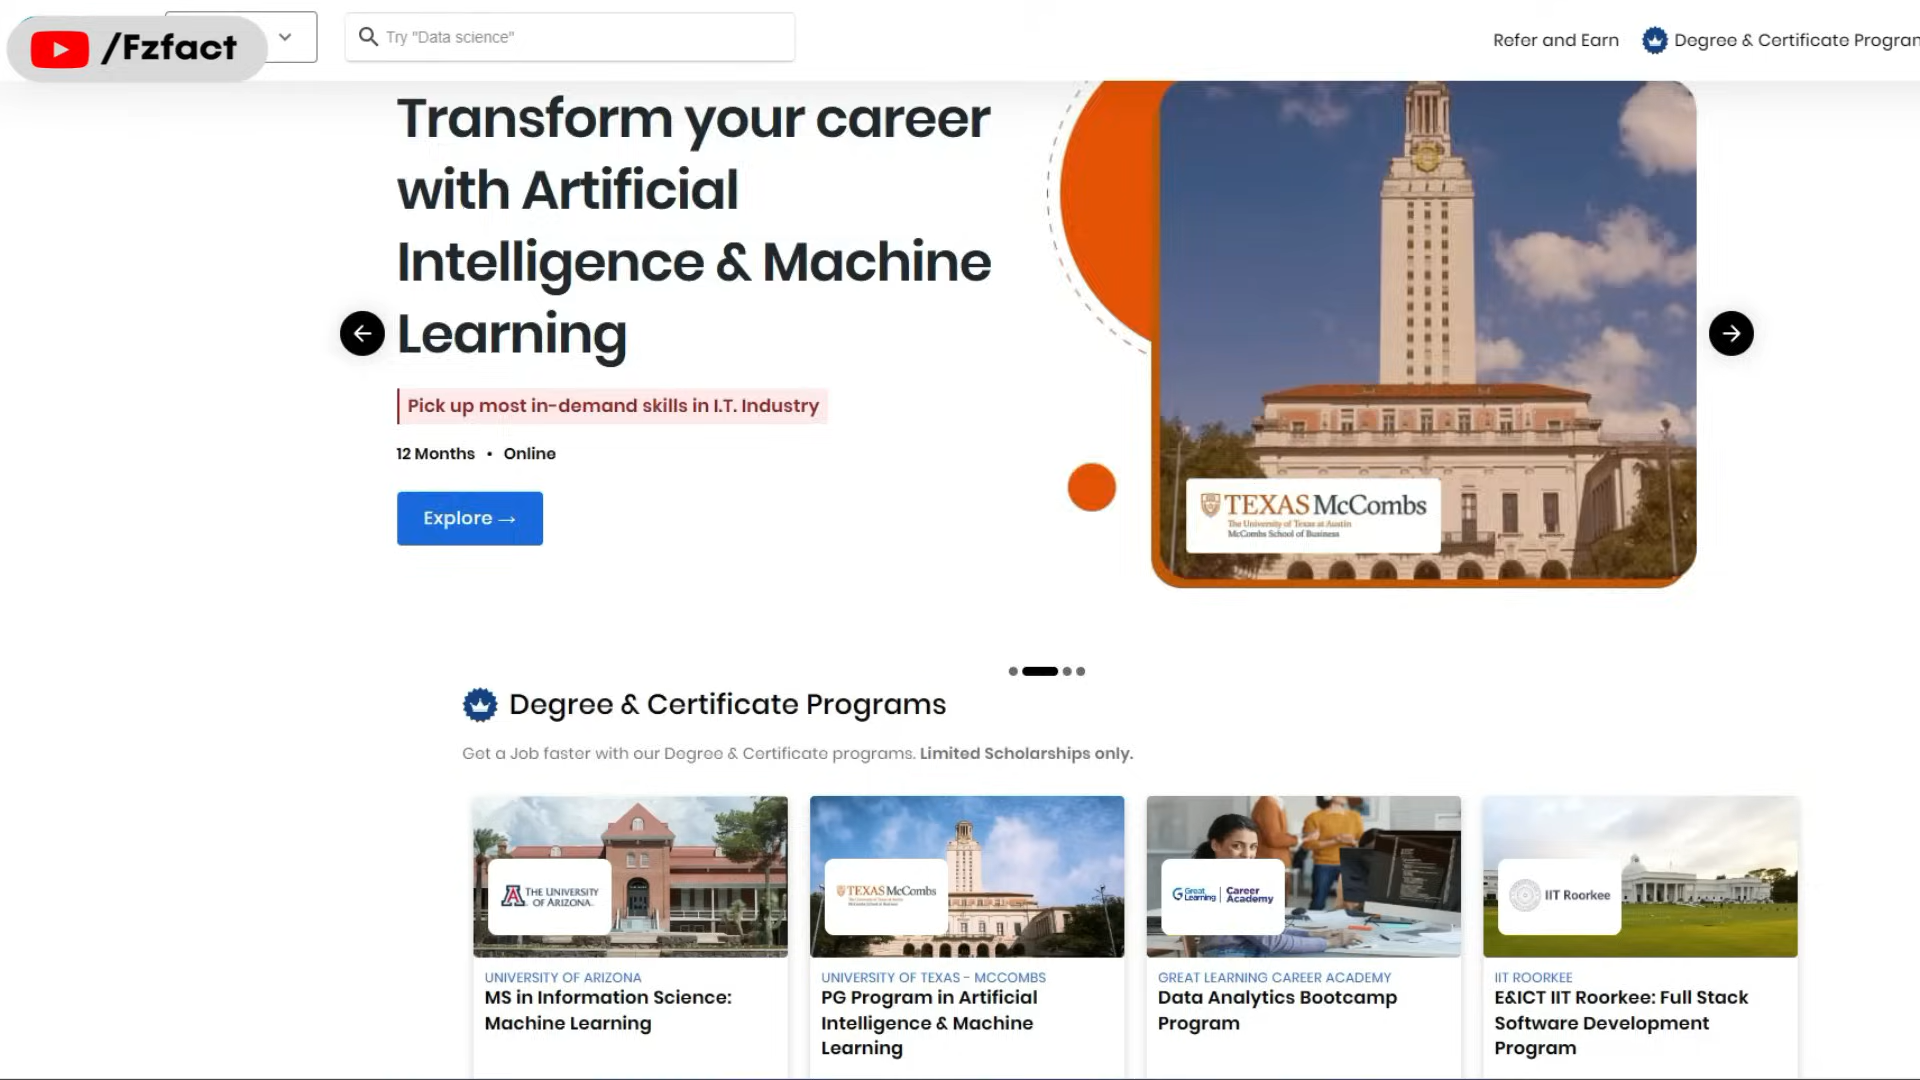 /Fzfact
Try "Data science"
Refer and Earn
Degree & Certificate Program
Transform your career
with Artificial
Intelligence & Machine
Learning
Pick up most in-demand skills in I.T. Industry
12 Months • Online
Explore →
TEXAS McCombs
The University of Texas at Austin
McCombs School of Business
Degree & Certificate Programs
Get a Job faster with our Degree & Certificate programs. Limited Scholarships only.
THE UNIVERSITY
OF ARIZONA
UNIVERSITY OF ARIZONA
MS in Information Science:
Machine Learning
TEXAS McCombs
UNIVERSITY OF TEXAS - MCCOMBS
PG Program in Artificial
Intelligence & Machine
Learning
Great
Learning
Career
Academy
GREAT LEARNING CAREER ACADEMY
Data Analytics Bootcamp
Program
IIT Roorkee
IIT ROORKEE
E&ICT IIT Roorkee: Full Stack
Software Development
Program